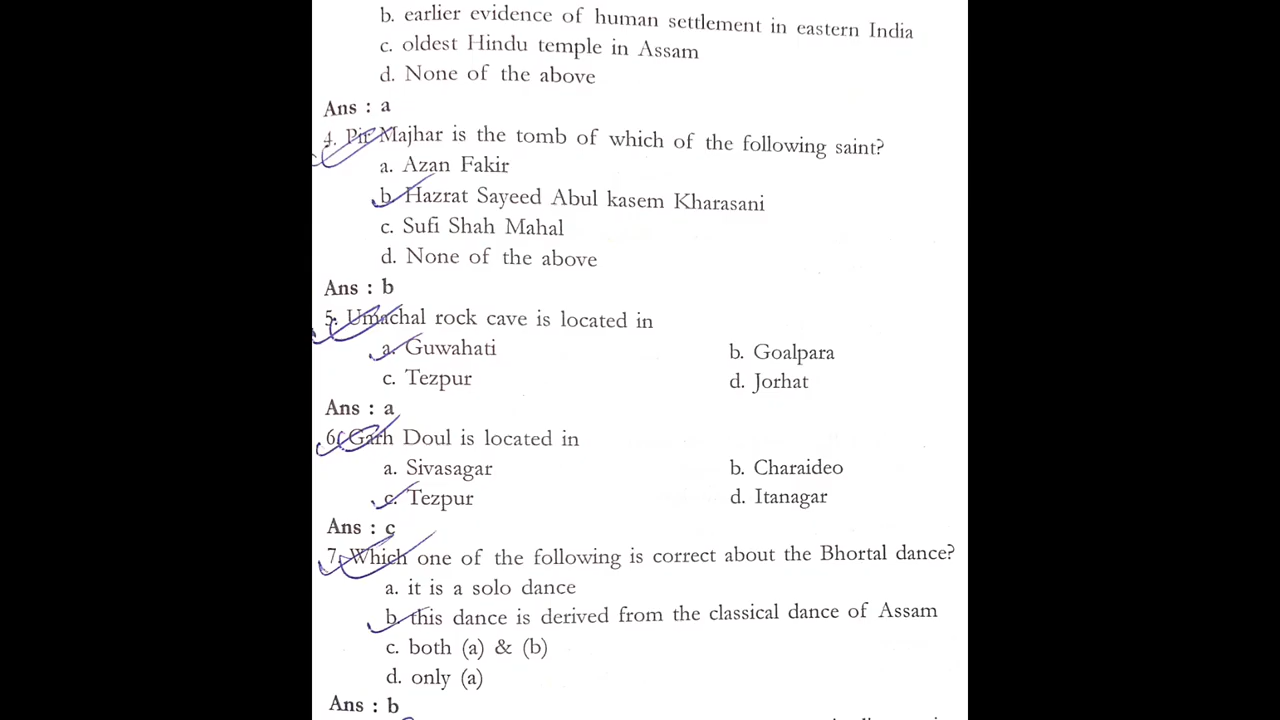 b. earlier evidence of human settlement in eastern India
c. oldest Hindu temple in Assam
d. None of the above
Ans : a
4. Pir Majhar is the tomb of which of the following saint?
a. Azan Fakir
b. Hazrat Sayeed Abul kasem Kharasani
c. Sufi Shah Mahal
d. None of the above
Ans : b
5. Umachal rock cave is located in
a. Guwahati b. Goalpara
c. Tezpur d. Jorhat
Ans : a
6. Garh Doul is located in
a. Sivasagar b. Charaideo
c. Tezpur d. Itanagar
Ans : c
7. Which one of the following is correct about the Bhortal dance?
a. it is a solo dance
b. this dance is derived from the classical dance of Assam
c. both (a) & (b)
d. only (a)
Ans : b